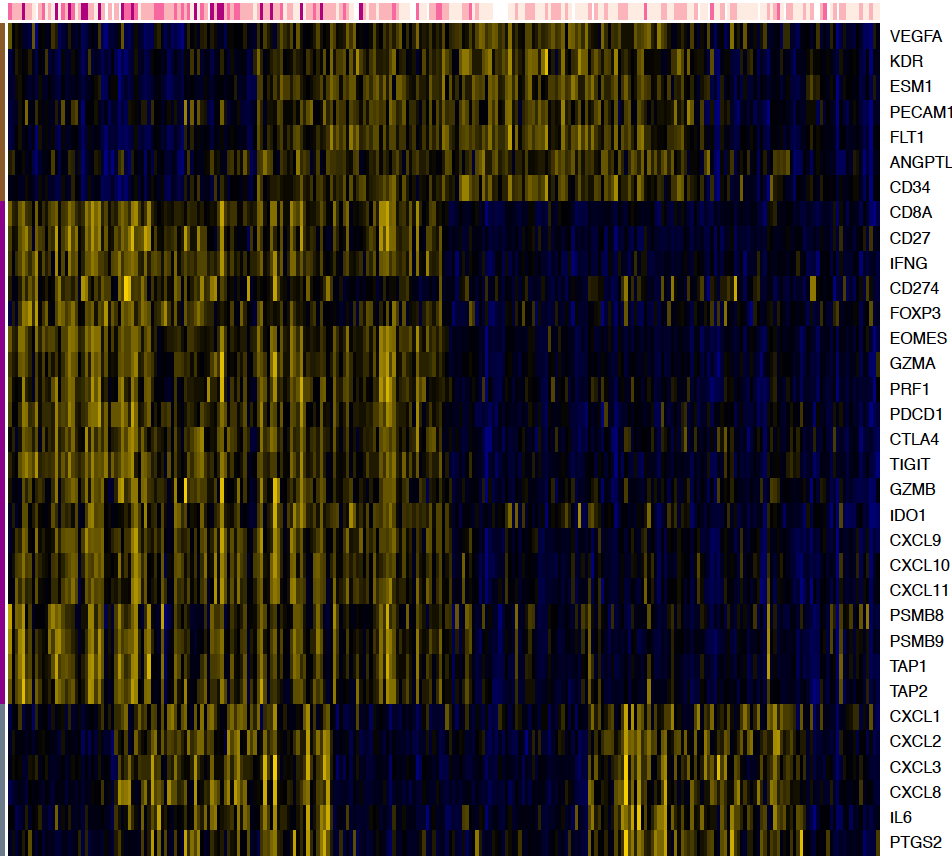 VEGFA
KDR
ESM1
PECAM1
FLT1
ANGPTL
CD34
CD8A
CD27
IFNG
CD274
FOXP3
EOMES
GZMA
PRF1
PDCD1
CTLA4
TIGIT
GZMB
IDO1
CXCL9
CXCL10
CXCL11
PSMB8
PSMB9
TAP1
TAP2
CXCL1
CXCL2
CXCL3
CXCL8
IL6
PTGS2